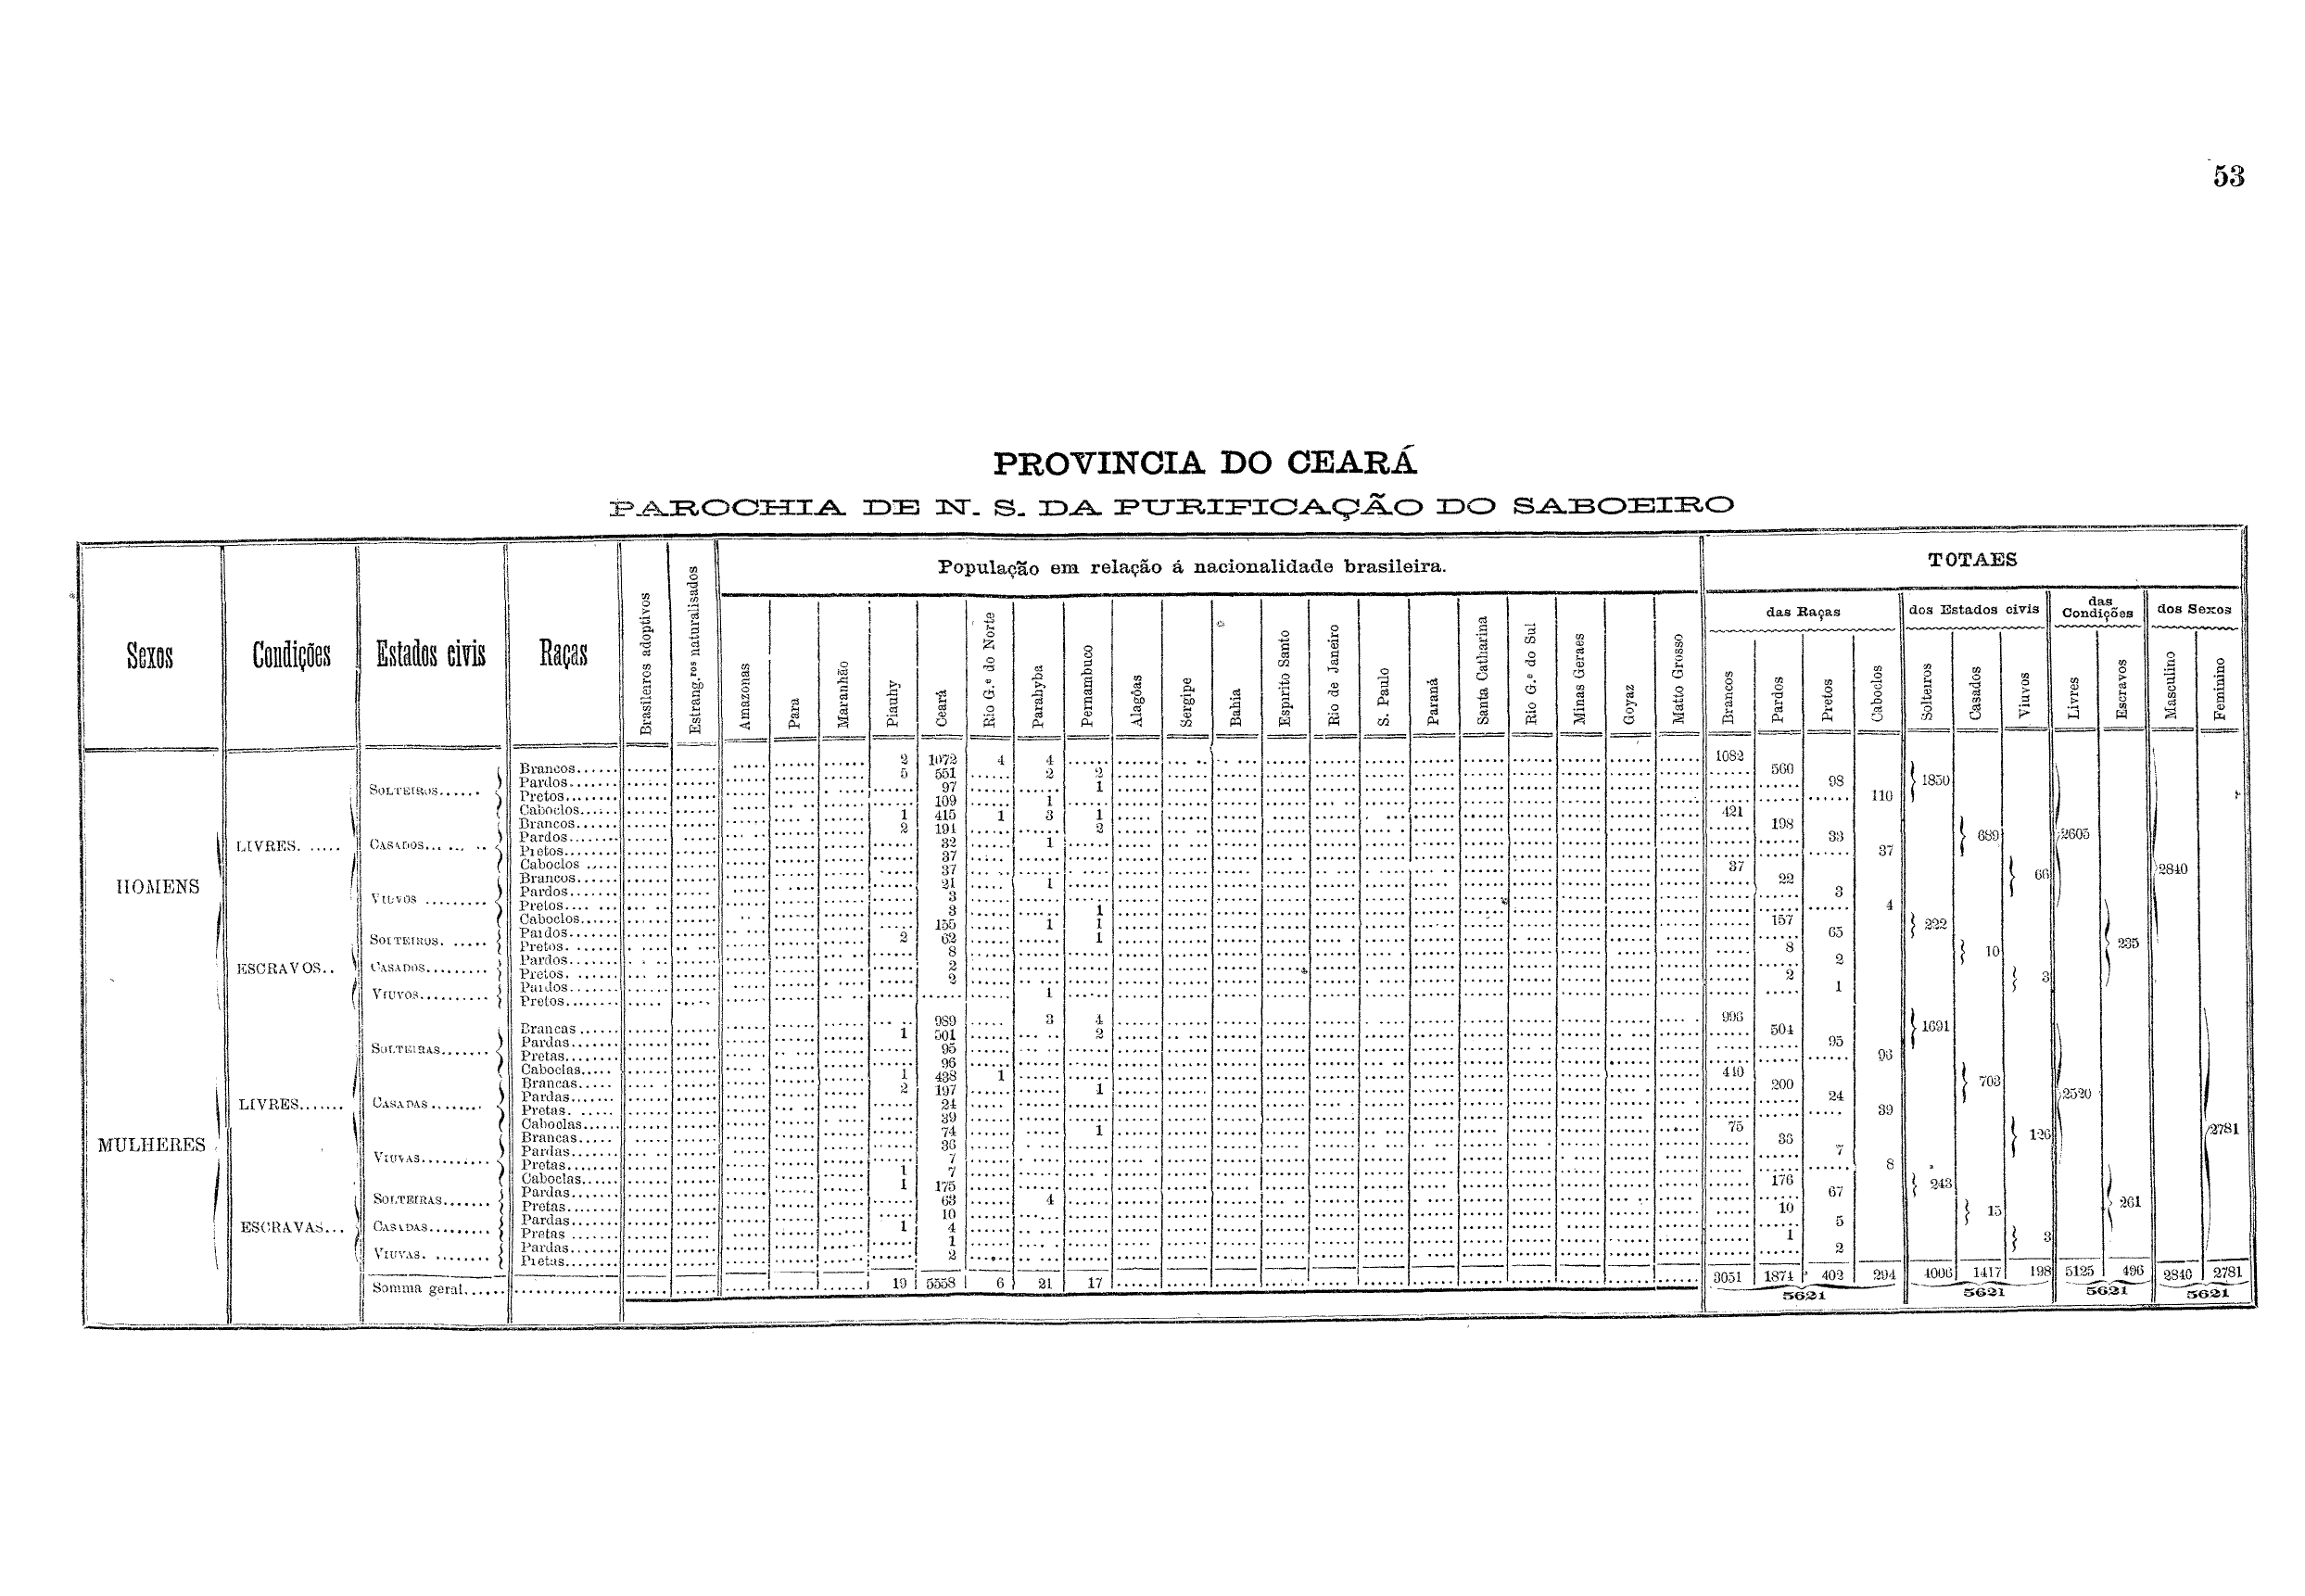 53
PROVINCIA DO CEARÁ
PAROCHIA DE N. S. DA PURIFICAÇÃO DO SABOEIRO
Sexos Condições Estados civis Raças Brasileiros adoptivos Estrang.ros naturalisados População em relação á nacionalidade brasileira. TOTAES
das Raças dos Estados civis das Condições dos Sexos
Amazonas Para Maranhão Piauhy Ceará Rio G.e do Norte Parahyba Pernambuco Alagôas Sergipe Bahia Esprito Santo Rio de Janeiro S. Paulo Paraná Santa Catharina Rio G.e do Sul Minas Geraes Goyaz Matto Grosso Brancos Pardos Pretos Caboclos Solteiros Casados Viuvos Livres Escravos Masculino Feminino
HOMENS
LIVRES. .....
SOLTEIROS......
Brancos...... 2 1072 4 4 1082
Pardos....... 5 551 2 2 560
Pretos....... 97 1 98 1850
Caboclos..... 109 1 110
CASADOS... ... ..
Brancos...... 1 415 1 3 1 421
Pardos....... 2 191 2 198
Pretos....... 32 1 33 689 2605
Caboclos ..... 37 37
VIUVOS .........
Brancos...... 37 37 2840
Pardos....... 21 1 22 66
Pretos.... ... 3 3
Caboclos...... 3 1 4
ESCRAVOS..
SOLTEIROS. .....
Pardos....... 155 1 1 157 222
Pretos. ....... 2 62 1 65
CASADOS.........
Pardos....... 8 8 10 235
Pretos. ....... 2 2
VIUVOS..........
Pardos....... 2 2 3
Pretos........ 1 1
MULHERES
LIVRES.......
SOLTEIRAS.......
Brancas ...... 989 3 4 996
Pardas....... 1 501 2 504 1691
Pretas....... 95 95
Caboclas..... 96 96
CASADAS........
Brancas..... 1 438 1 440
Pardas....... 2 197 1 200 703
Pretas. ...... 24 24 2520
Caboclas...... 39 39
VIUVAS..........
Brancas..... 74 1 75
Pardas....... 36 36 126 2781
Pretas........ 7 7
Caboclas...... 1 7 8
ESCRAVAS...
SOLTEIRAS.......
Pardas....... 1 175 176 243
Pretas........ 63 4 67
CASADAS.........
Pardas....... 10 10 15 261
Pretas ....... 1 4 5
VIUVAS. ........
Pardas....... 1 1 3
Pretas........ 2 2
Somma geral...... 19 5558 6 21 17 3051 1874 402 294 4006 1417 198 5125 496 2840 2781
5621 5621 5621 5621